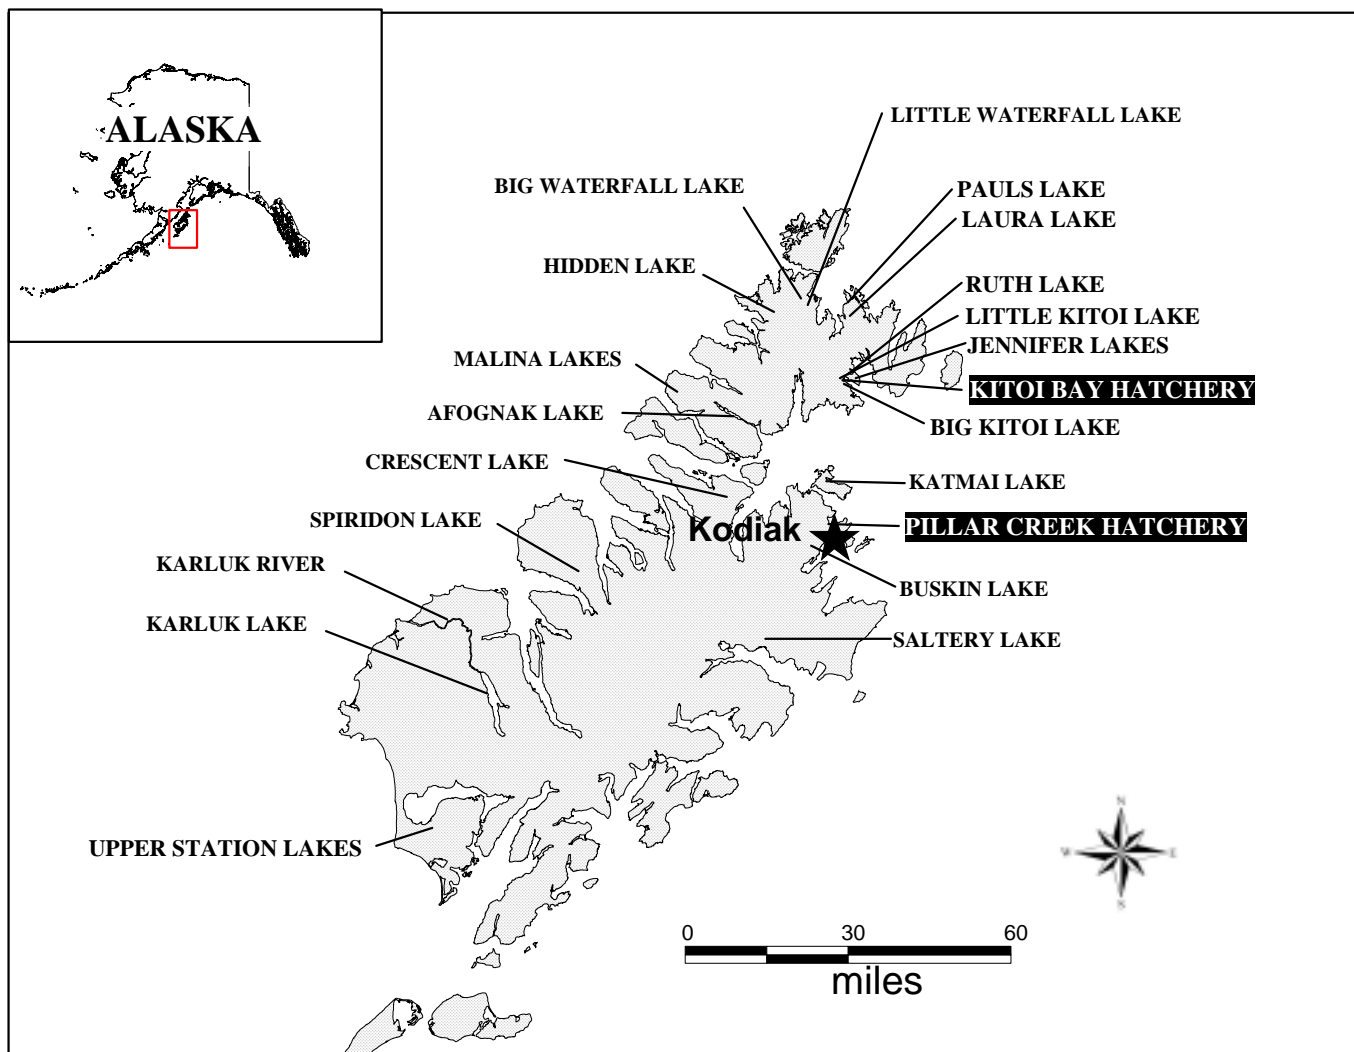 ALASKA
LITTLE WATERFALL LAKE
BIG WATERFALL LAKE
PAULS LAKE
LAURA LAKE
HIDDEN LAKE
RUTH LAKE
LITTLE KITOI LAKE
JENNIFER LAKES
MALINA LAKES
KITOI BAY HATCHERY
AFOGNAK LAKE
BIG KITOI LAKE
CRESCENT LAKE
KATMAI LAKE
SPIRIDON LAKE
Kodiak
PILLAR CREEK HATCHERY
KARLUK RIVER
BUSKIN LAKE
KARLUK LAKE
SALTERY LAKE
UPPER STATION LAKES
N
W E
S
0 30 60
miles